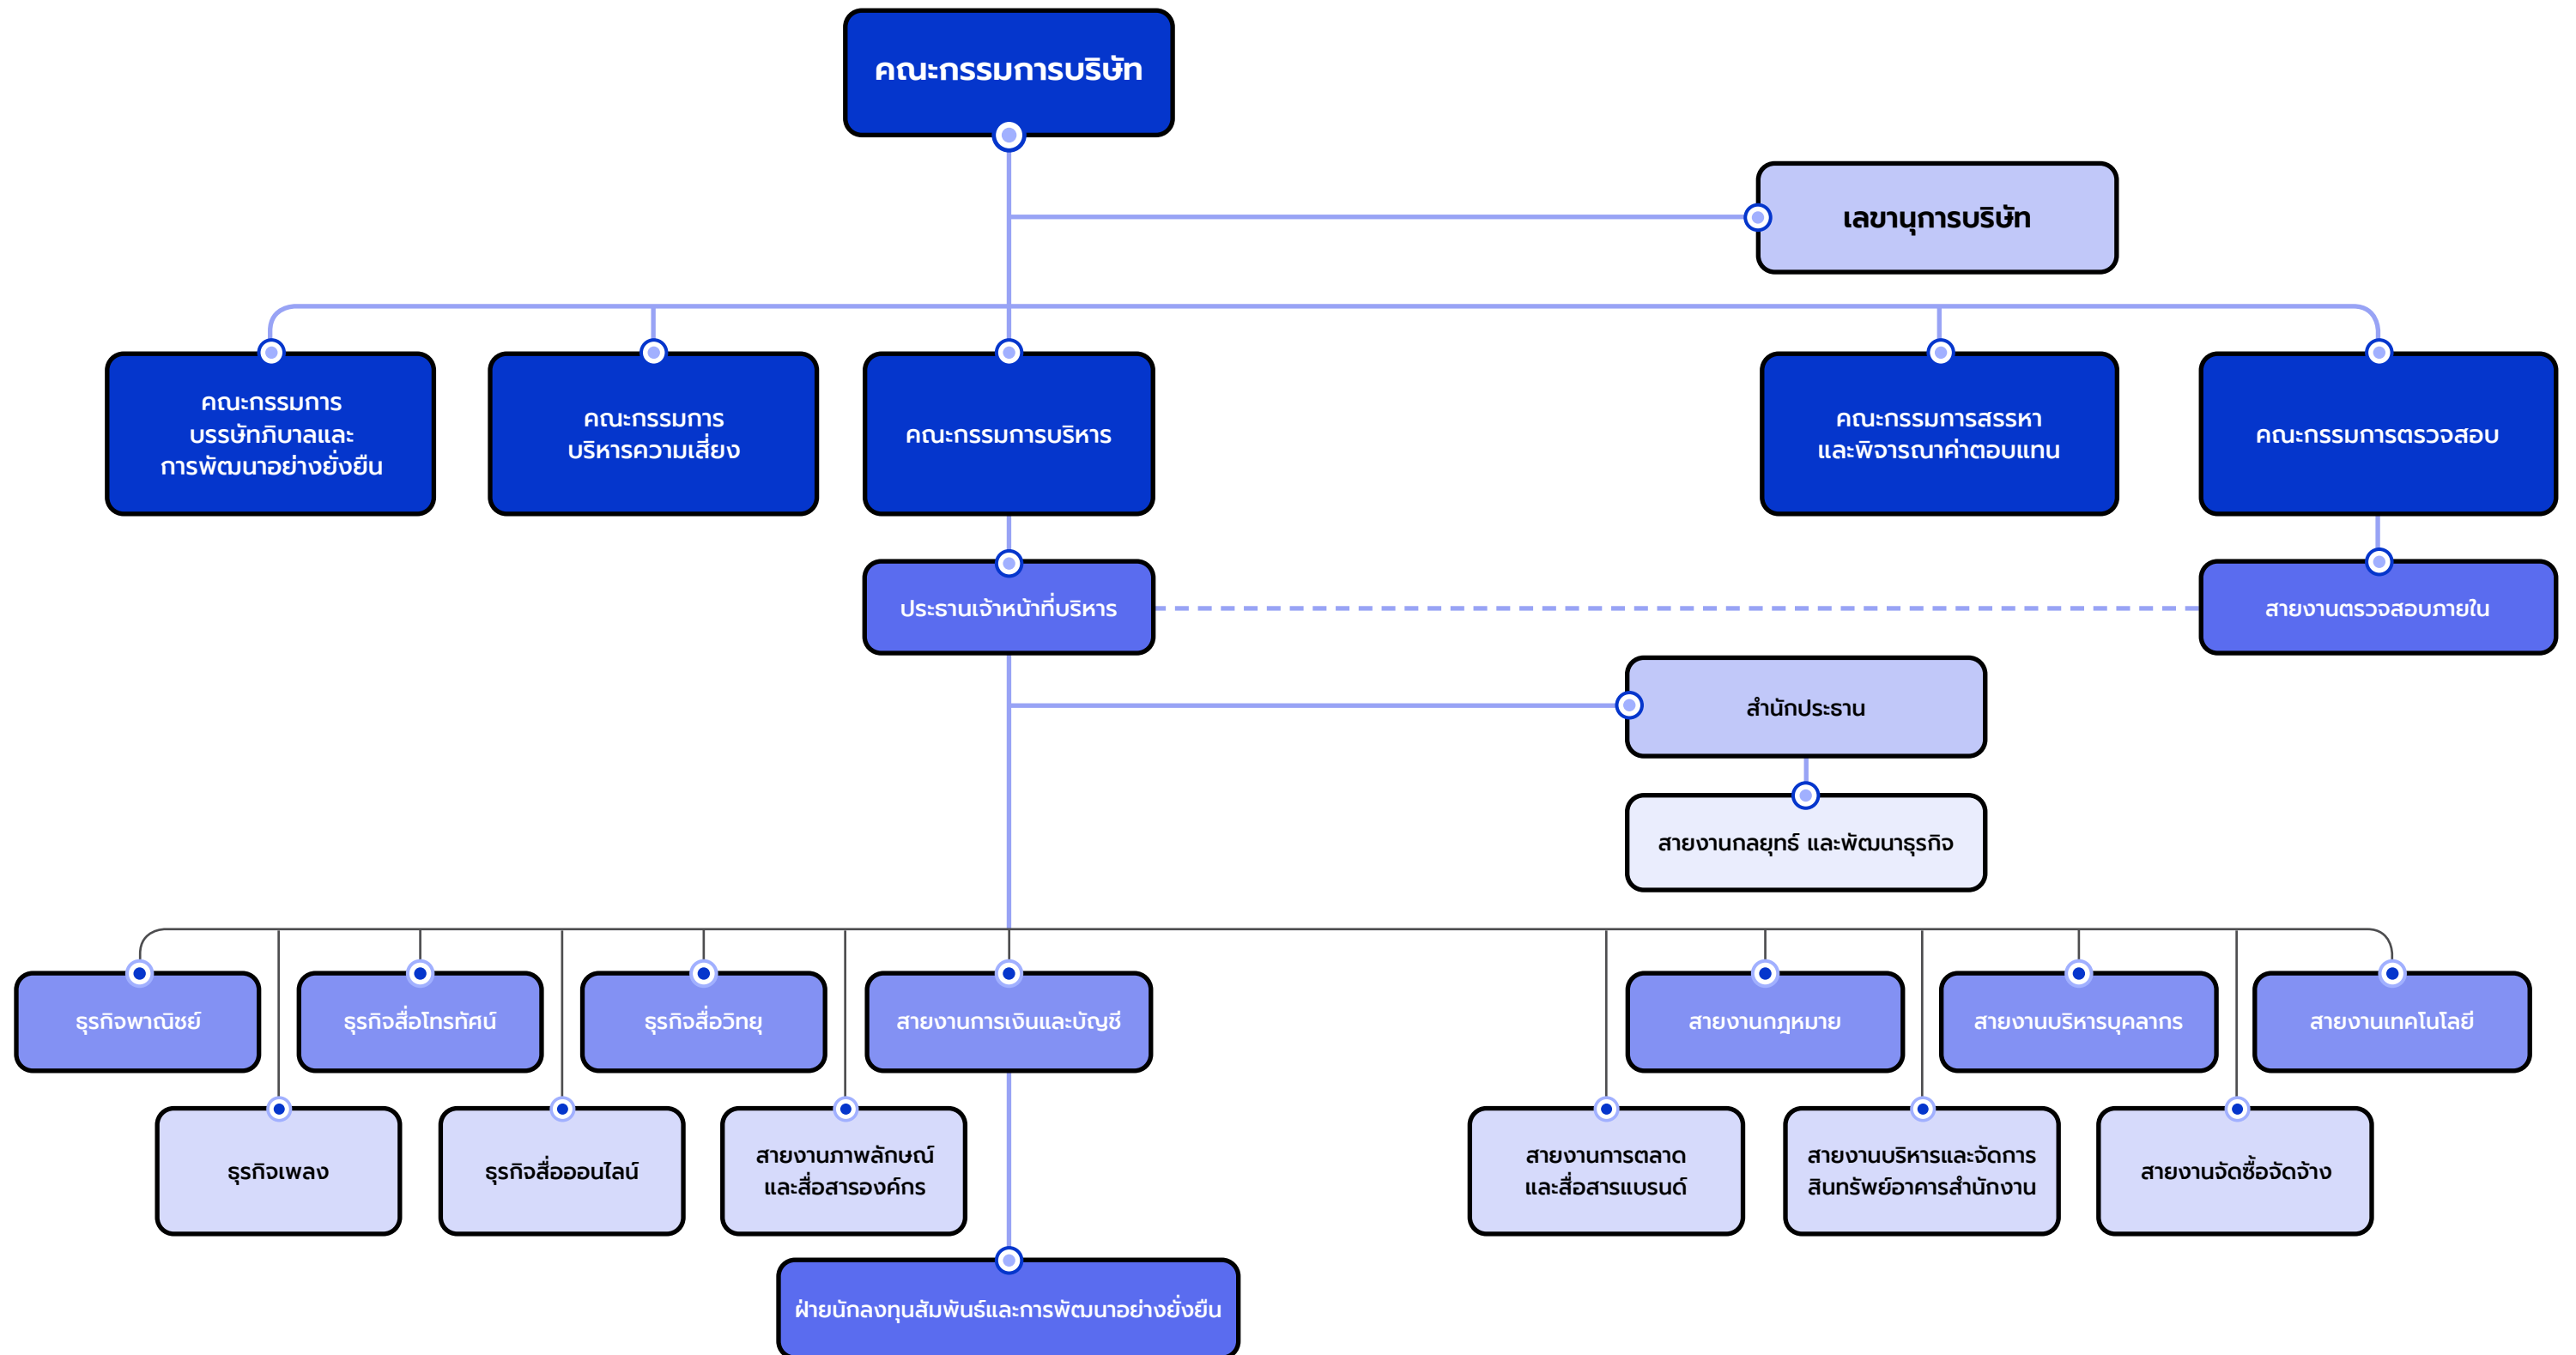 คณะกรรมการบริษัท
เลขานุการบริษัท
คณะกรรมการ
บรรษัทภิบาลและ
การพัฒนาอย่างยั่งยืน
คณะกรรมการ
บริหารความเสี่ยง
คณะกรรมการบริหาร
คณะกรรมการสรรหา
และพิจารณาค่าตอบแทน
คณะกรรมการตรวจสอบ
ประธานเจ้าหน้าที่บริหาร
สายงานตรวจสอบภายใน
สำนักประธาน
สายงานกลยุทธ์ และพัฒนาธุรกิจ
ธุรกิจพาณิชย์
ธุรกิจสื่อโทรทัศน์
ธุรกิจสื่อวิทยุ
สายงานการเงินและบัญชี
สายงานกฎหมาย
สายงานบริหารบุคลากร
สายงานเทคโนโลยี
ธุรกิจเพลง
ธุรกิจสื่อออนไลน์
สายงานภาพลักษณ์
และสื่อสารองค์กร
สายงานการตลาด
และสื่อสารแบรนด์
สายงานบริหารและจัดการ
สินทรัพย์อาคารสำนักงาน
สายงานจัดซื้อจัดจ้าง
ฝ่ายนักลงทุนสัมพันธ์และการพัฒนาอย่างยั่งยืน